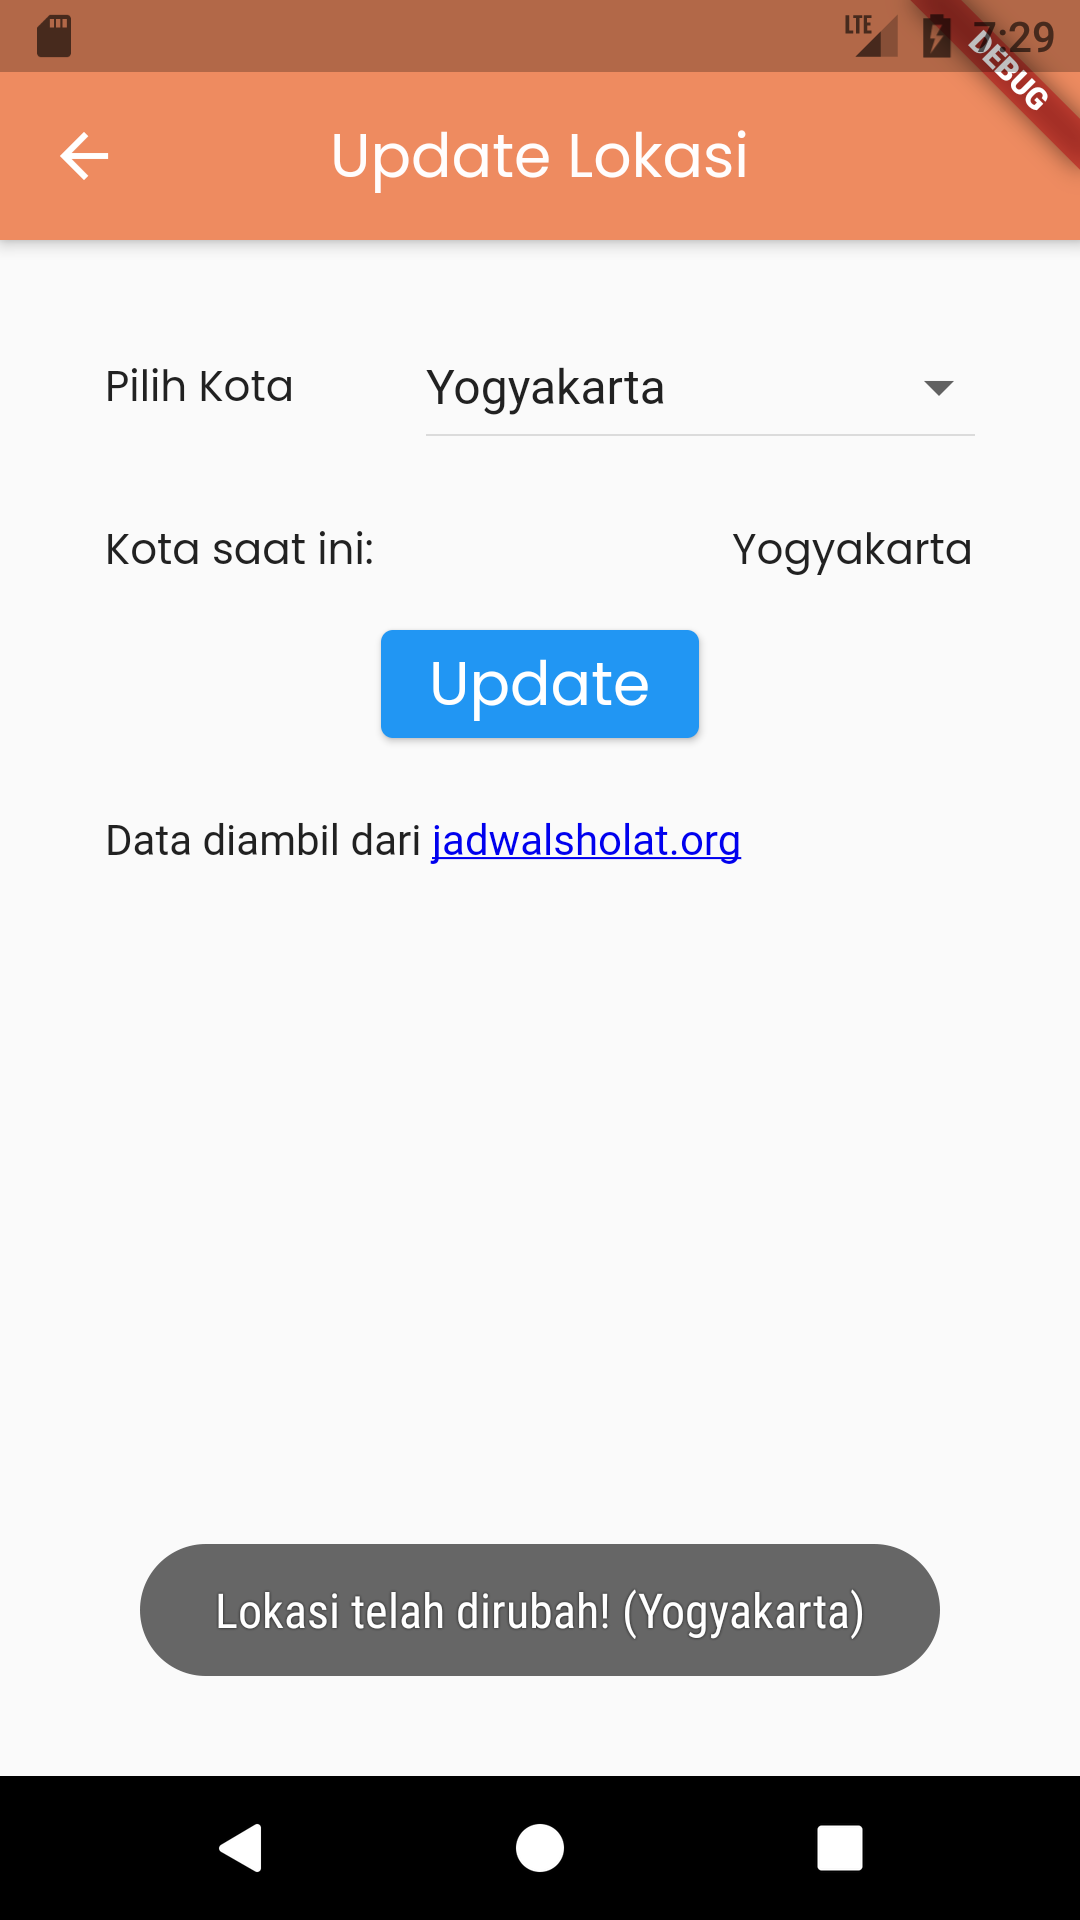 LTE 7:29
DEBUG
Update Lokasi
Pilih Kota Yogyakarta
Kota saat ini: Yogyakarta
Update
Data diambil dari jadwalsholat.org
Lokasi telah dirubah! (Yogyakarta)